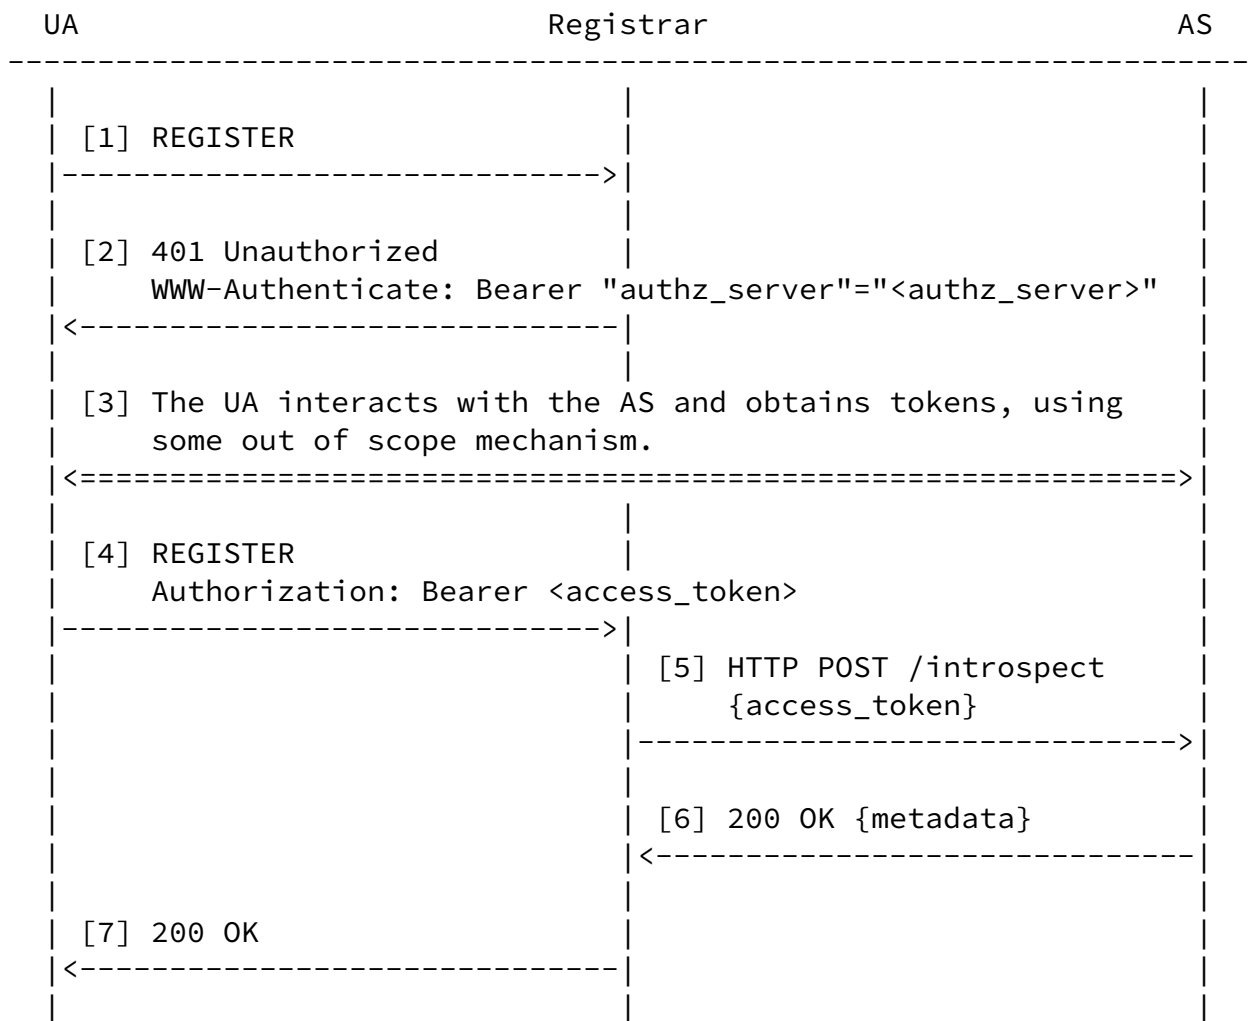 UA Registrar AS
[1] REGISTER
[2] 401 Unauthorized
WWW-Authenticate: Bearer "authz_server"="<authz_server>"
[3] The UA interacts with the AS and obtains tokens, using
some out of scope mechanism.
[4] REGISTER
Authorization: Bearer <access_token>
[5] HTTP POST /introspect
{access_token}
[6] 200 OK {metadata}
[7] 200 OK